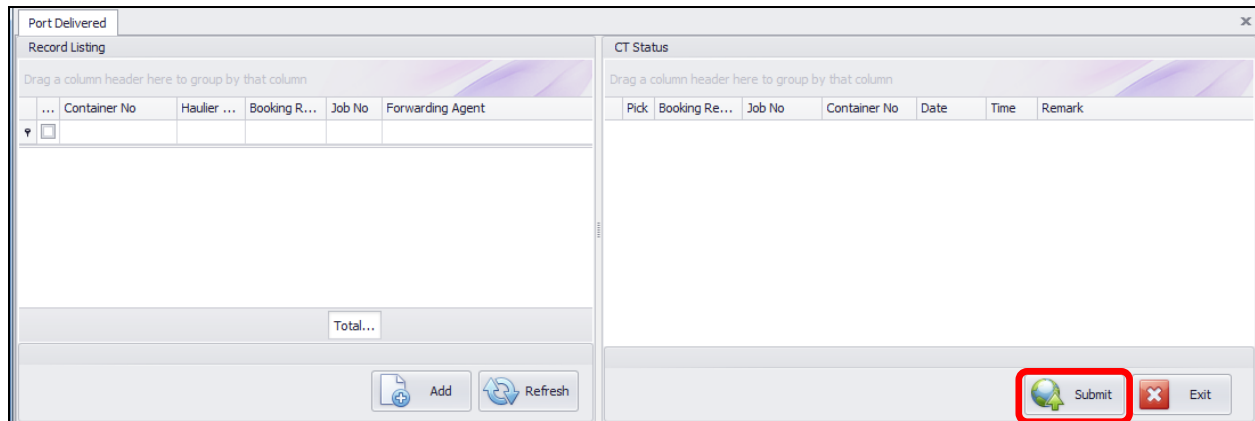 Port Delivered
Record Listing
Drag a column header here to group by that column
... Container No Haulier ... Booking R... Job No Forwarding Agent
Total...
Add Refresh
CT Status
Drag a column header here to group by that column
Pick Booking Re... Job No Container No Date Time Remark
Submit Exit